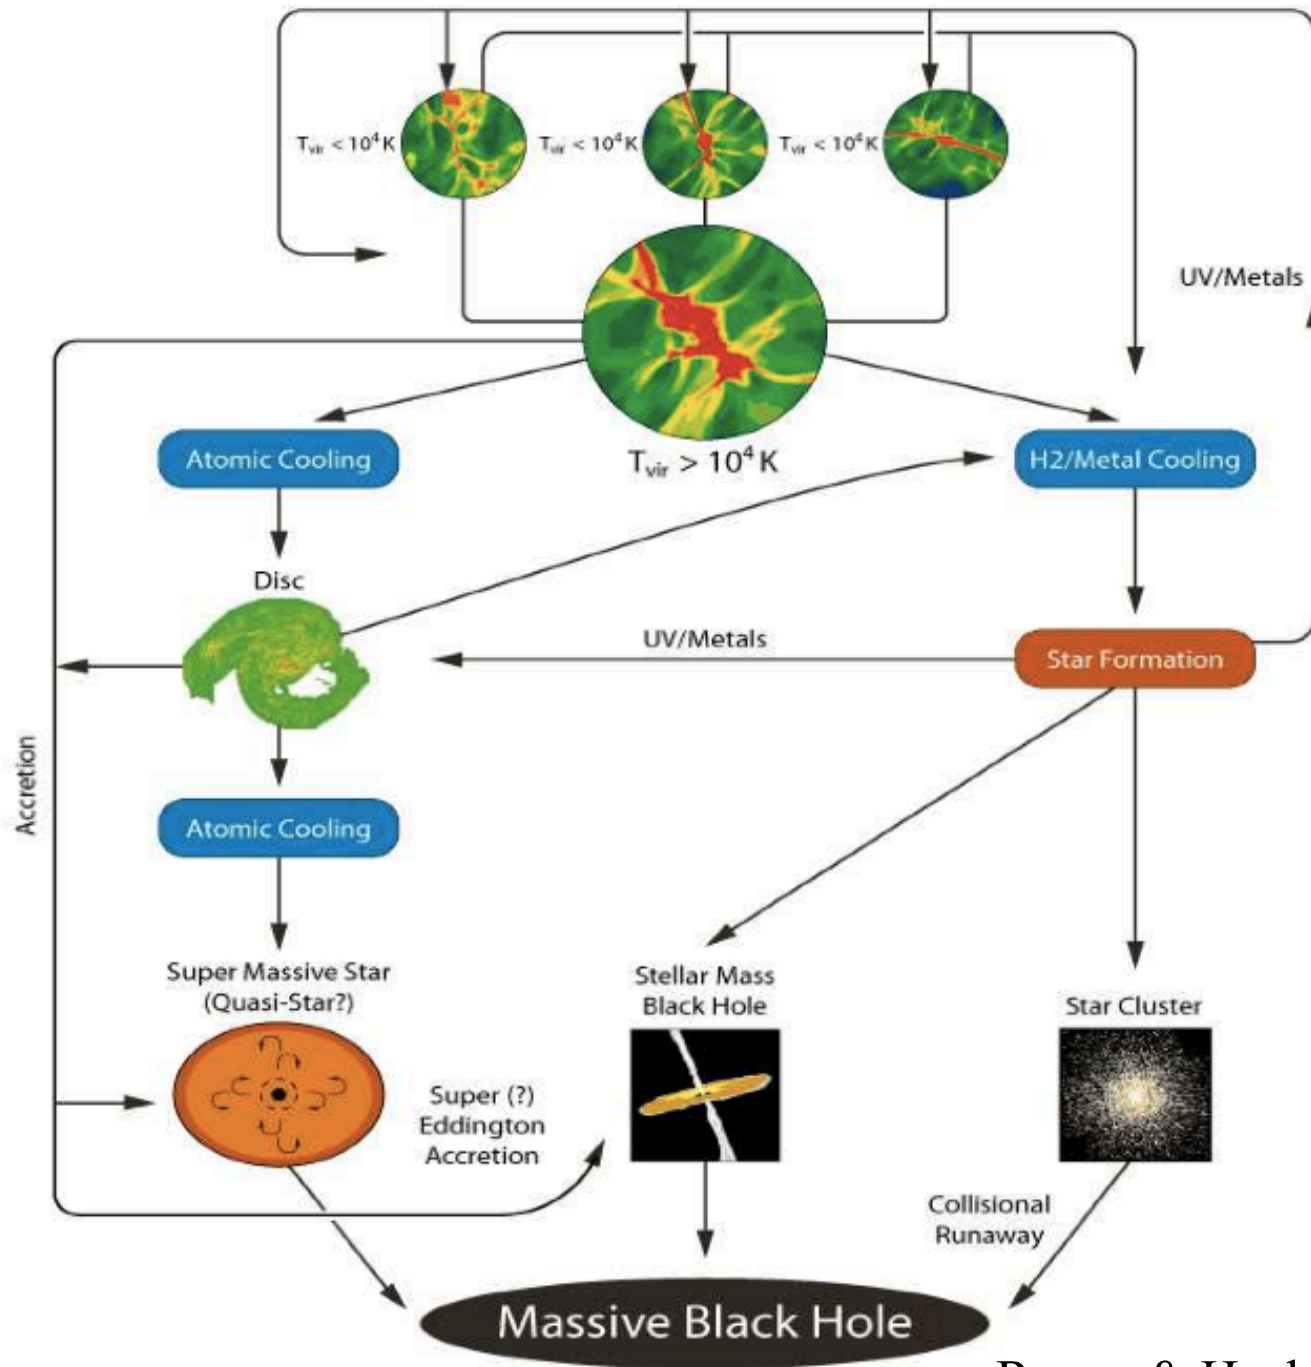 T_vir < 10^4 K
T_vir < 10^4 K
T_vir < 10^4 K
UV/Metals
Atomic Cooling
T_vir > 10^4 K
H2/Metal Cooling
Disc
UV/Metals
Star Formation
Accretion
Atomic Cooling
Super Massive Star
(Quasi-Star?)
Stellar Mass
Black Hole
Star Cluster
Super (?)
Eddington
Accretion
Collisional
Runaway
Massive Black Hole